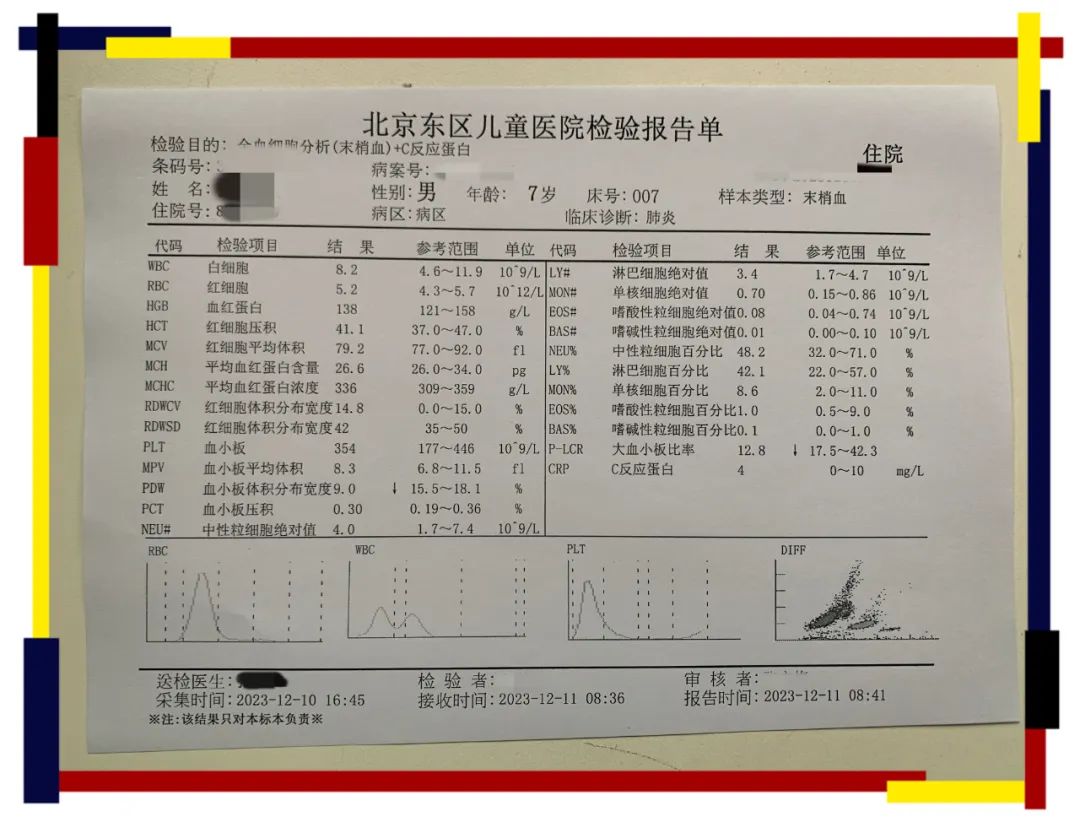 北京东区儿童医院检验报告单
检验目的：全血细胞分析(末梢血)+C反应蛋白
条码号：
病案号：
住院
姓 名：
性别：男 年龄： 7岁 床号：007 样本类型：末梢血
住院号：8
病区：病区 临床诊断：肺炎
代码 检验项目 结 果 参考范围 单位 代码 检验项目 结 果 参考范围 单位
WBC 白细胞 8.2 4.6～11.9 10^9/L LY# 淋巴细胞绝对值 3.4 1.7～4.7 10^9/L
RBC 红细胞 5.2 4.3～5.7 10^12/L MON# 单核细胞绝对值 0.70 0.15～0.86 10^9/L
HGB 血红蛋白 138 121～158 g/L EOS# 嗜酸性粒细胞绝对值0.08 0.04～0.74 10^9/L
HCT 红细胞压积 41.1 37.0～47.0 % BAS# 嗜碱性粒细胞绝对值0.01 0.00～0.10 10^9/L
MCV 红细胞平均体积 79.2 77.0～92.0 fl NEU% 中性粒细胞百分比 48.2 32.0～71.0 %
MCH 平均血红蛋白含量 26.6 26.0～34.0 pg LY% 淋巴细胞百分比 42.1 22.0～57.0 %
MCHC 平均血红蛋白浓度 336 309～359 g/L MON% 单核细胞百分比 8.6 2.0～11.0 %
RDWCV 红细胞体积分布宽度14.8 0.0～15.0 % EOS% 嗜酸性粒细胞百分比1.0 0.5～9.0 %
RDWSD 红细胞体积分布宽度42 35～50 % BAS% 嗜碱性粒细胞百分比0.1 0.0～1.0 %
PLT 血小板 354 177～446 10^9/L P-LCR 大血小板比率 12.8 ↓ 17.5～42.3
MPV 血小板平均体积 8.3 6.8～11.5 fl CRP C反应蛋白 4 0～10 mg/L
PDW 血小板体积分布宽度9.0 ↓ 15.5～18.1 %
PCT 血小板压积 0.30 0.19～0.36 %
NEU# 中性粒细胞绝对值 4.0 1.7～7.4 10^9/L
RBC WBC PLT DIFF
送检医生： 检 验 者： 审 核 者：
采集时间：2023-12-10 16:45 接收时间：2023-12-11 08:36 报告时间：2023-12-11 08:41
※注：该结果只对本标本负责※